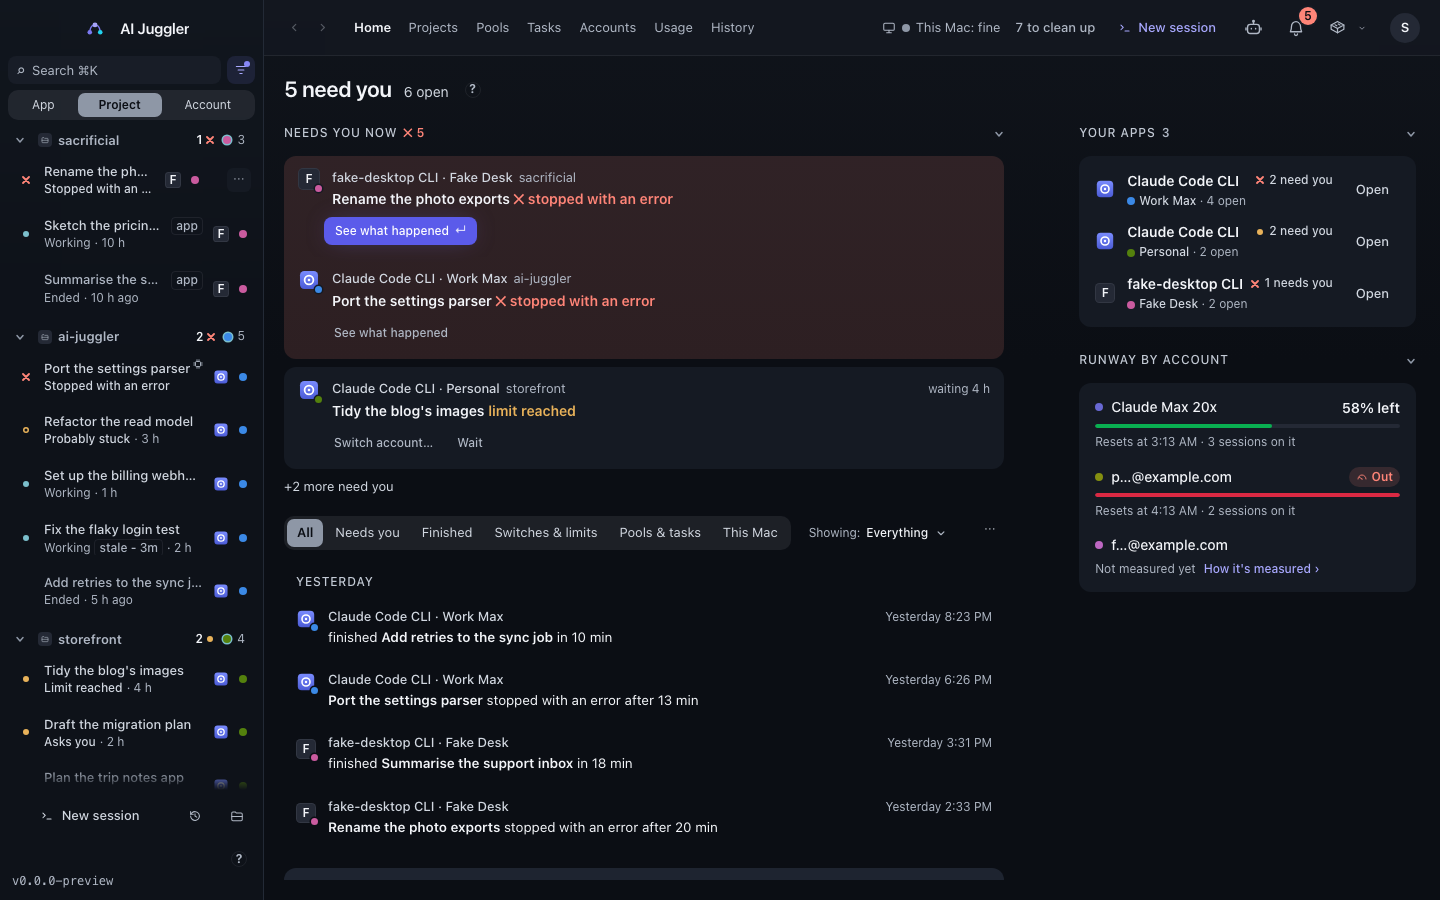 AI Juggler
Search ⌘K
App Project Account
sacrificial 1 3
Rename the ph... F
Stopped with an ...
Sketch the pricin... app F
Working · 10 h
Summarise the s... app F
Ended · 10 h ago
ai-juggler 2 5
Port the settings parser
Stopped with an error
Refactor the read model
Probably stuck · 3 h
Set up the billing webh...
Working · 1 h
Fix the flaky login test
Working stale - 3m · 2 h
Add retries to the sync j...
Ended · 5 h ago
storefront 2 4
Tidy the blog's images
Limit reached · 4 h
Draft the migration plan
Asks you · 2 h
Plan the trip notes app
New session
?
v0.0.0-preview
Home Projects Pools Tasks Accounts Usage History
This Mac: fine 7 to clean up New session 5 S
5 need you 6 open ?
NEEDS YOU NOW 5
F fake-desktop CLI · Fake Desk sacrificial
Rename the photo exports stopped with an error
See what happened ↵
Claude Code CLI · Work Max ai-juggler
Port the settings parser stopped with an error
See what happened
Claude Code CLI · Personal storefront waiting 4 h
Tidy the blog's images limit reached
Switch account... Wait
+2 more need you
All Needs you Finished Switches & limits Pools & tasks This Mac Showing: Everything ...
YESTERDAY
Claude Code CLI · Work Max Yesterday 8:23 PM
finished Add retries to the sync job in 10 min
Claude Code CLI · Work Max Yesterday 6:26 PM
Port the settings parser stopped with an error after 13 min
F fake-desktop CLI · Fake Desk Yesterday 3:31 PM
finished Summarise the support inbox in 18 min
F fake-desktop CLI · Fake Desk Yesterday 2:33 PM
Rename the photo exports stopped with an error after 20 min
YOUR APPS 3
Claude Code CLI 2 need you Open
Work Max · 4 open
Claude Code CLI 2 need you Open
Personal · 2 open
F fake-desktop CLI 1 needs you Open
Fake Desk · 2 open
RUNWAY BY ACCOUNT
Claude Max 20x 58% left
Resets at 3:13 AM · 3 sessions on it
p...@example.com Out
Resets at 4:13 AM · 2 sessions on it
f...@example.com
Not measured yet How it's measured ›